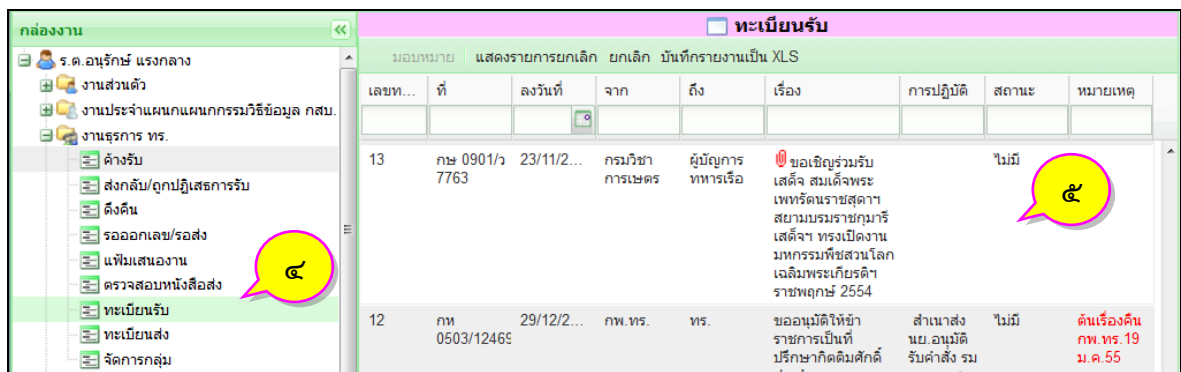 กล่องงาน
ร.ต.อนุรักษ์ แรงกลาง
งานส่วนตัว
งานประจำแผนกแผนกกรรมวิธีข้อมูล กสบ.
งานธุรการ ทร.
ค้างรับ
ส่งกลับ/ถูกปฏิเสธการรับ
ดึงคืน
รอออกเลข/รอส่ง
แฟ้มเสนองาน
ตรวจสอบหนังสือส่ง
ทะเบียนรับ
ทะเบียนส่ง
จัดการกลุ่ม
๔
ทะเบียนรับ
มอบหมาย แสดงรายการยกเลิก ยกเลิก บันทึกรายงานเป็น XLS
เลขท... ที่ ลงวันที่ จาก ถึง เรื่อง การปฏิบัติ สถานะ หมายเหตุ
13
กษ 0901/ว
7763
23/11/2...
กรมวิชา
การเกษตร
ผู้บัญการ
ทหารเรือ
ขอเชิญร่วมรับ
เสด็จ สมเด็จพระ
เทพรัตนราชสุดาฯ
สยามบรมราชกุมารี
เสด็จฯ ทรงเปิดงาน
มหกรรมพืชสวนโลก
เฉลิมพระเกียรติฯ
ราชพฤกษ์ 2554
ไม่มี
๕
12
กห
0503/12469
29/12/2...
กพ.ทร.
ทร.
ขออนุมัติให้ข้า
ราชการเป็นที่
ปรึกษากิตติมศักดิ์
สำเนาส่ง
นย.อนุมัติ
รับคำสั่ง รม
ไม่มี
ต้นเรื่องคืน
กพ.ทร.19
ม.ค.55